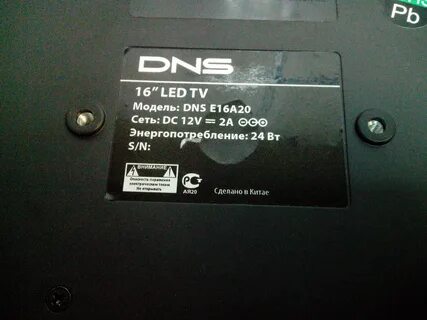 Pb
DNS
16" LED TV
Модель: DNS E16A20
Сеть: DC 12V ⎓ 2A
Энергопотребление: 24 Вт
S/N:
ВНИМАНИЕ
Опасность поражения
электрическим током
Не открывать!
АЯ20
Сделано в Китае